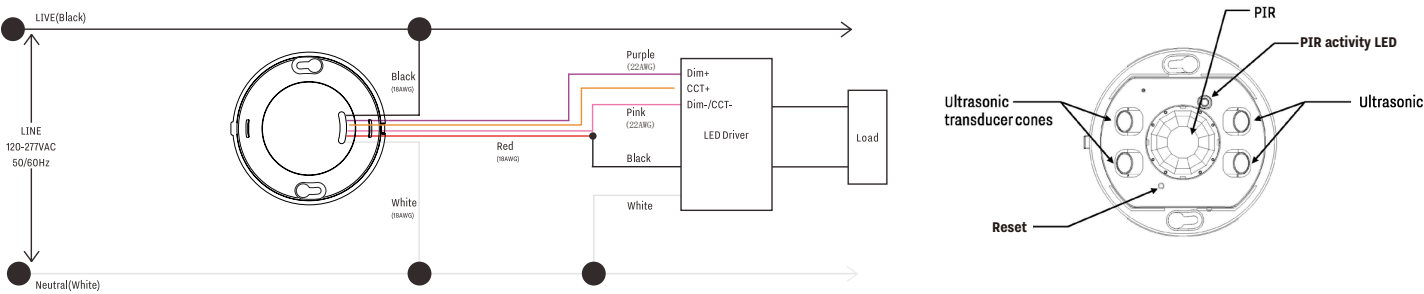 LIVE(Black)
LINE
120-277VAC
50/60Hz
Neutral(White)
Black
(18AWG)
Red
(18AWG)
White
(18AWG)
Purple
(22AWG)
Pink
(22AWG)
Black
White
Dim+
CCT+
Dim-/CCT-
LED Driver
Load
PIR
PIR activity LED
Ultrasonic
transducer cones
Ultrasonic
Reset